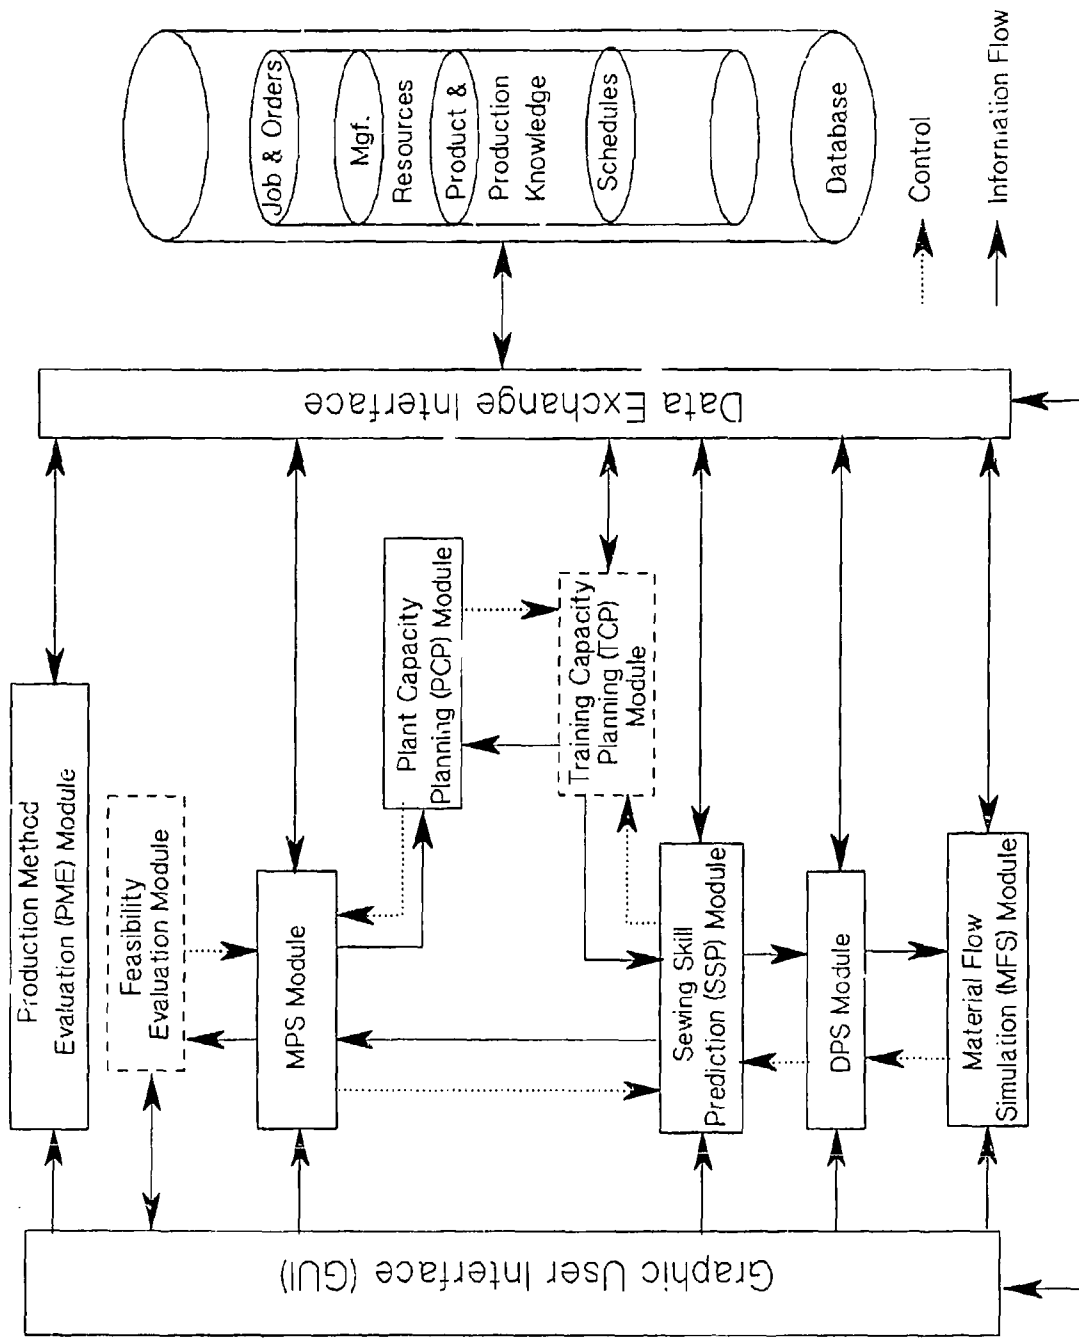 Graphic User Interface (GUI)
Production Method
Evaluation (PME) Module
Feasibility
Evaluation Module
MPS Module
Plant Capacity
Planning (PCP) Module
Training Capacity
Planning (TCP)
Module
Sewing Skill
Prediction (SSP) Module
DPS Module
Material Flow
Simulation (MFS) Module
Data Exchange Interface
Job & Orders
Mgf.
Resources
Product &
Production
Knowledge
Schedules
Database
Control
Information Flow